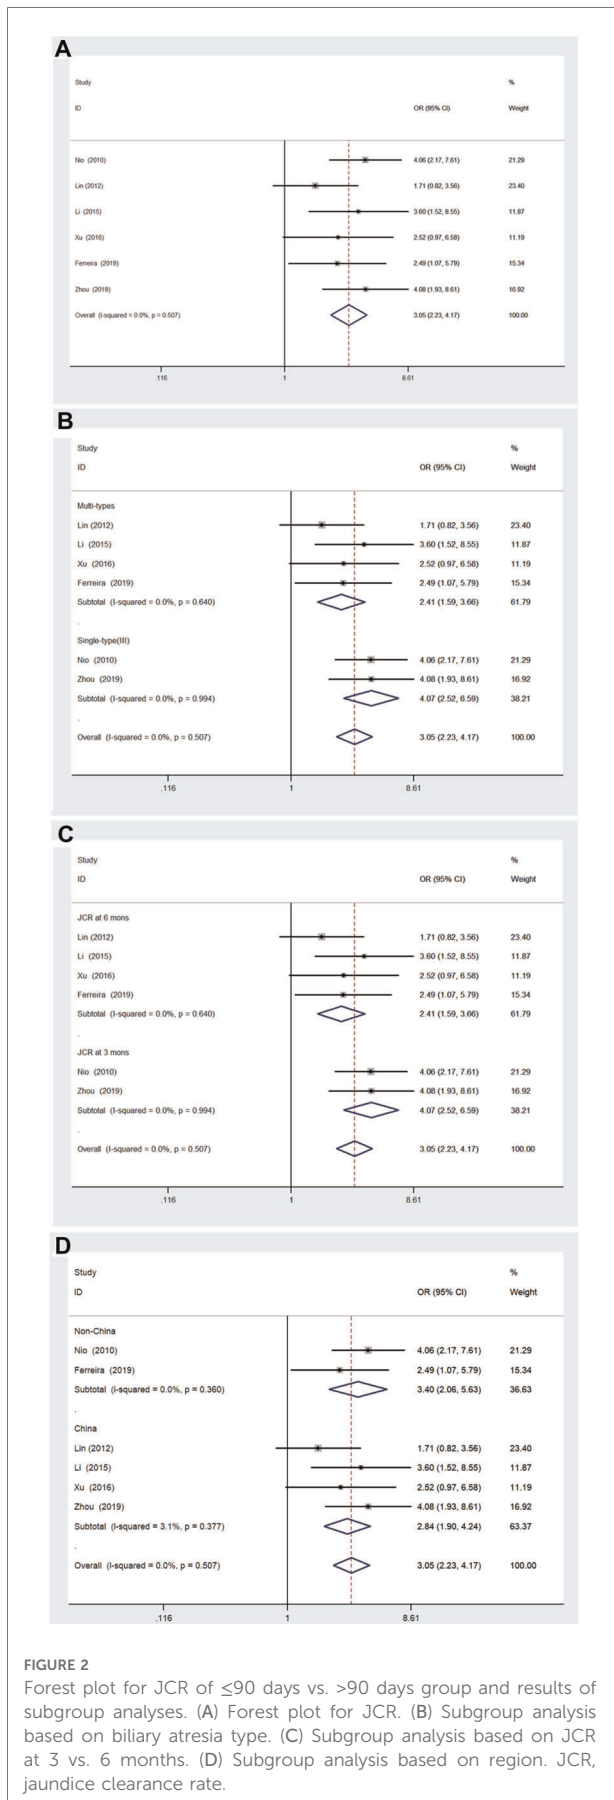 A
Study %
ID OR (95% CI) Weight
Nio (2010) 4.06 (2.17, 7.61) 21.29
Lin (2012) 1.71 (0.82, 3.56) 23.40
Li (2015) 3.60 (1.52, 8.55) 11.87
Xu (2016) 2.52 (0.97, 6.58) 11.19
Ferreira (2019) 2.49 (1.07, 5.79) 15.34
Zhou (2019) 4.08 (1.93, 8.61) 16.92
Overall (I-squared = 0.0%, p = 0.507) 3.05 (2.23, 4.17) 100.00
.116 1 8.61
B
Study %
ID OR (95% CI) Weight
Multi-types
Lin (2012) 1.71 (0.82, 3.56) 23.40
Li (2015) 3.60 (1.52, 8.55) 11.87
Xu (2016) 2.52 (0.97, 6.58) 11.19
Ferreira (2019) 2.49 (1.07, 5.79) 15.34
Subtotal (I-squared = 0.0%, p = 0.640) 2.41 (1.59, 3.66) 61.79
.
Single-type(III)
Nio (2010) 4.06 (2.17, 7.61) 21.29
Zhou (2019) 4.08 (1.93, 8.61) 16.92
Subtotal (I-squared = 0.0%, p = 0.994) 4.07 (2.52, 6.59) 38.21
.
Overall (I-squared = 0.0%, p = 0.507) 3.05 (2.23, 4.17) 100.00
.116 1 8.61
C
Study %
ID OR (95% CI) Weight
JCR at 6 mons
Lin (2012) 1.71 (0.82, 3.56) 23.40
Li (2015) 3.60 (1.52, 8.55) 11.87
Xu (2016) 2.52 (0.97, 6.58) 11.19
Ferreira (2019) 2.49 (1.07, 5.79) 15.34
Subtotal (I-squared = 0.0%, p = 0.640) 2.41 (1.59, 3.66) 61.79
.
JCR at 3 mons
Nio (2010) 4.06 (2.17, 7.61) 21.29
Zhou (2019) 4.08 (1.93, 8.61) 16.92
Subtotal (I-squared = 0.0%, p = 0.994) 4.07 (2.52, 6.59) 38.21
.
Overall (I-squared = 0.0%, p = 0.507) 3.05 (2.23, 4.17) 100.00
.116 1 8.61
D
Study %
ID OR (95% CI) Weight
Non-China
Nio (2010) 4.06 (2.17, 7.61) 21.29
Ferreira (2019) 2.49 (1.07, 5.79) 15.34
Subtotal (I-squared = 0.0%, p = 0.360) 3.40 (2.06, 5.63) 36.63
.
China
Lin (2012) 1.71 (0.82, 3.56) 23.40
Li (2015) 3.60 (1.52, 8.55) 11.87
Xu (2016) 2.52 (0.97, 6.58) 11.19
Zhou (2019) 4.08 (1.93, 8.61) 16.92
Subtotal (I-squared = 3.1%, p = 0.377) 2.84 (1.90, 4.24) 63.37
.
Overall (I-squared = 0.0%, p = 0.507) 3.05 (2.23, 4.17) 100.00
.116 1 8.61
FIGURE 2
Forest plot for JCR of ≤90 days vs. >90 days group and results of
subgroup analyses. (A) Forest plot for JCR. (B) Subgroup analysis
based on biliary atresia type. (C) Subgroup analysis based on JCR
at 3 vs. 6 months. (D) Subgroup analysis based on region. JCR,
jaundice clearance rate.